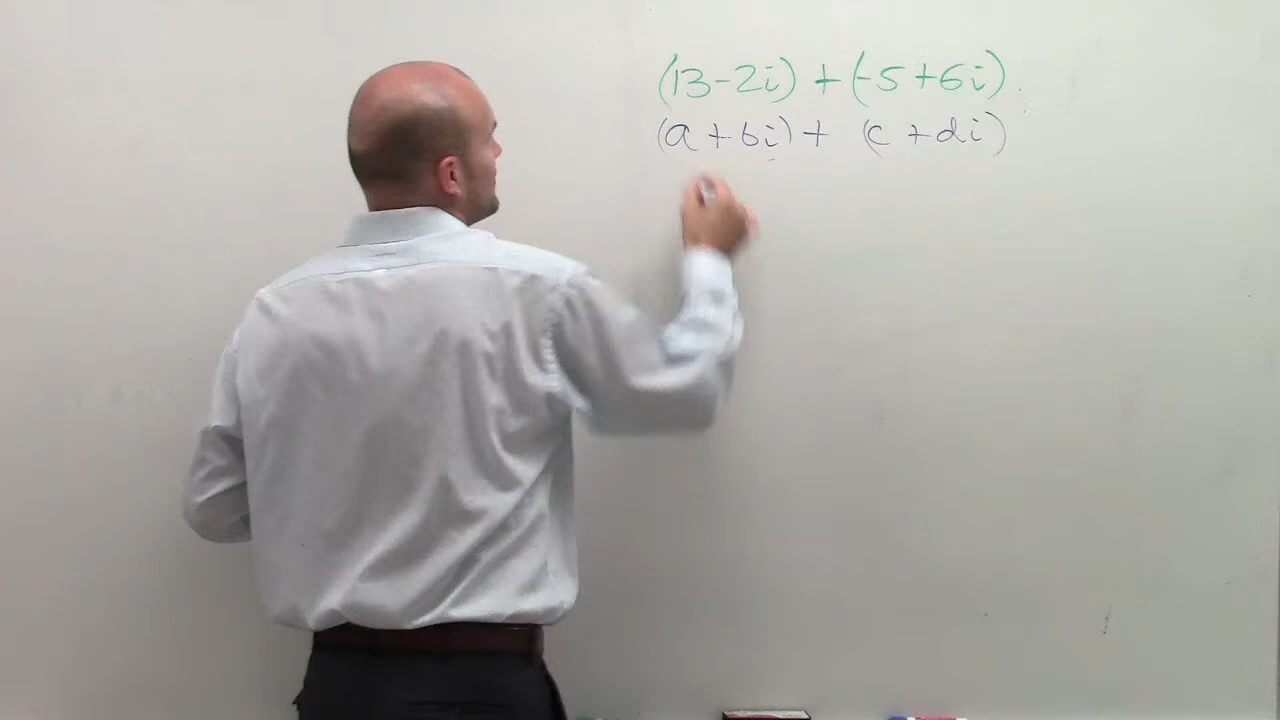 (13-2i) + (-5+6i)
(a + bi) + (c + di)